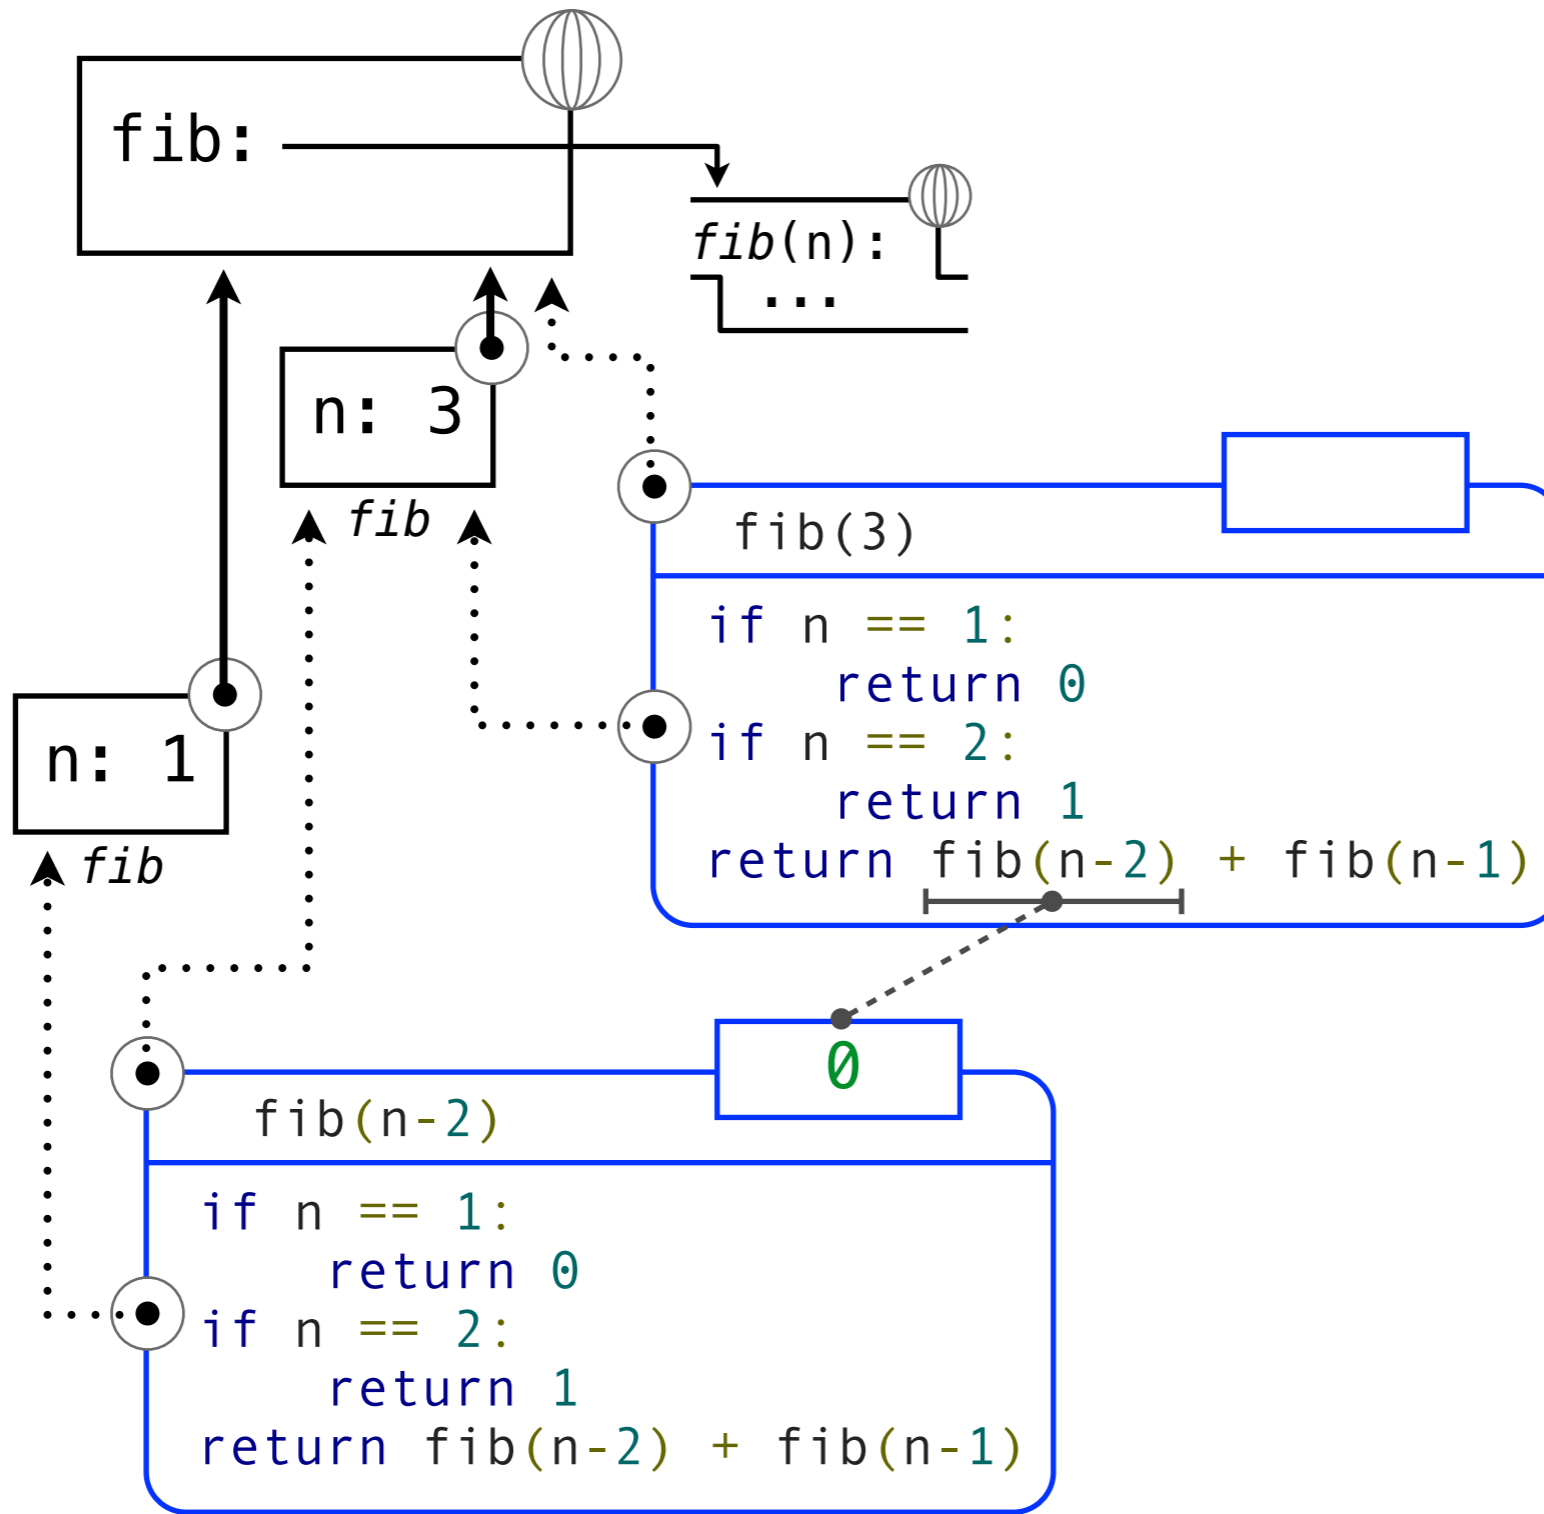 fib:
fib(n):
...
n: 3
fib
fib(3)
if n == 1:
    return 0
if n == 2:
    return 1
return fib(n-2) + fib(n-1)
n: 1
fib
0
fib(n-2)
if n == 1:
    return 0
if n == 2:
    return 1
return fib(n-2) + fib(n-1)